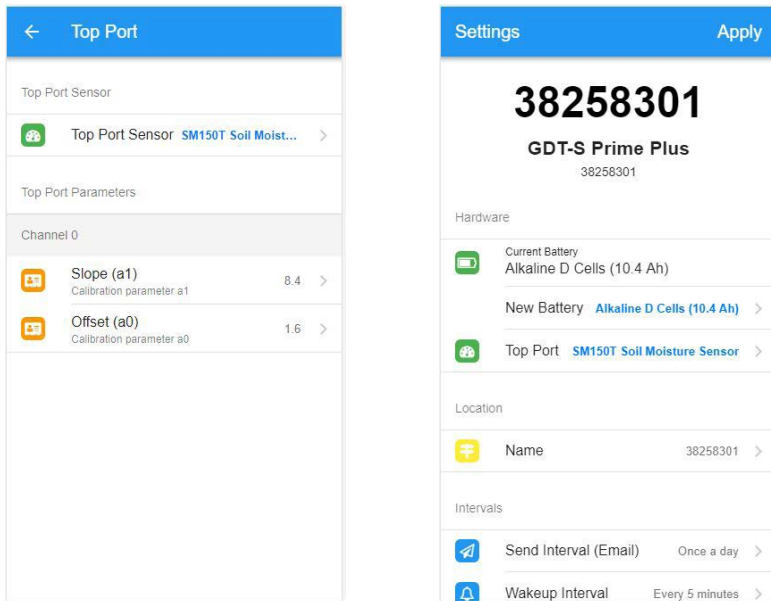 Top Port
Top Port Sensor
Top Port Sensor SM150T Soil Moist...
Top Port Parameters
Channel 0
Slope (a1)
Calibration parameter a1
8.4
Offset (a0)
Calibration parameter a0
1.6
Settings
Apply
38258301
GDT-S Prime Plus
38258301
Hardware
Current Battery
Alkaline D Cells (10.4 Ah)
New Battery Alkaline D Cells (10.4 Ah)
Top Port SM150T Soil Moisture Sensor
Location
Name 38258301
Intervals
Send Interval (Email) Once a day
Wakeup Interval Every 5 minutes